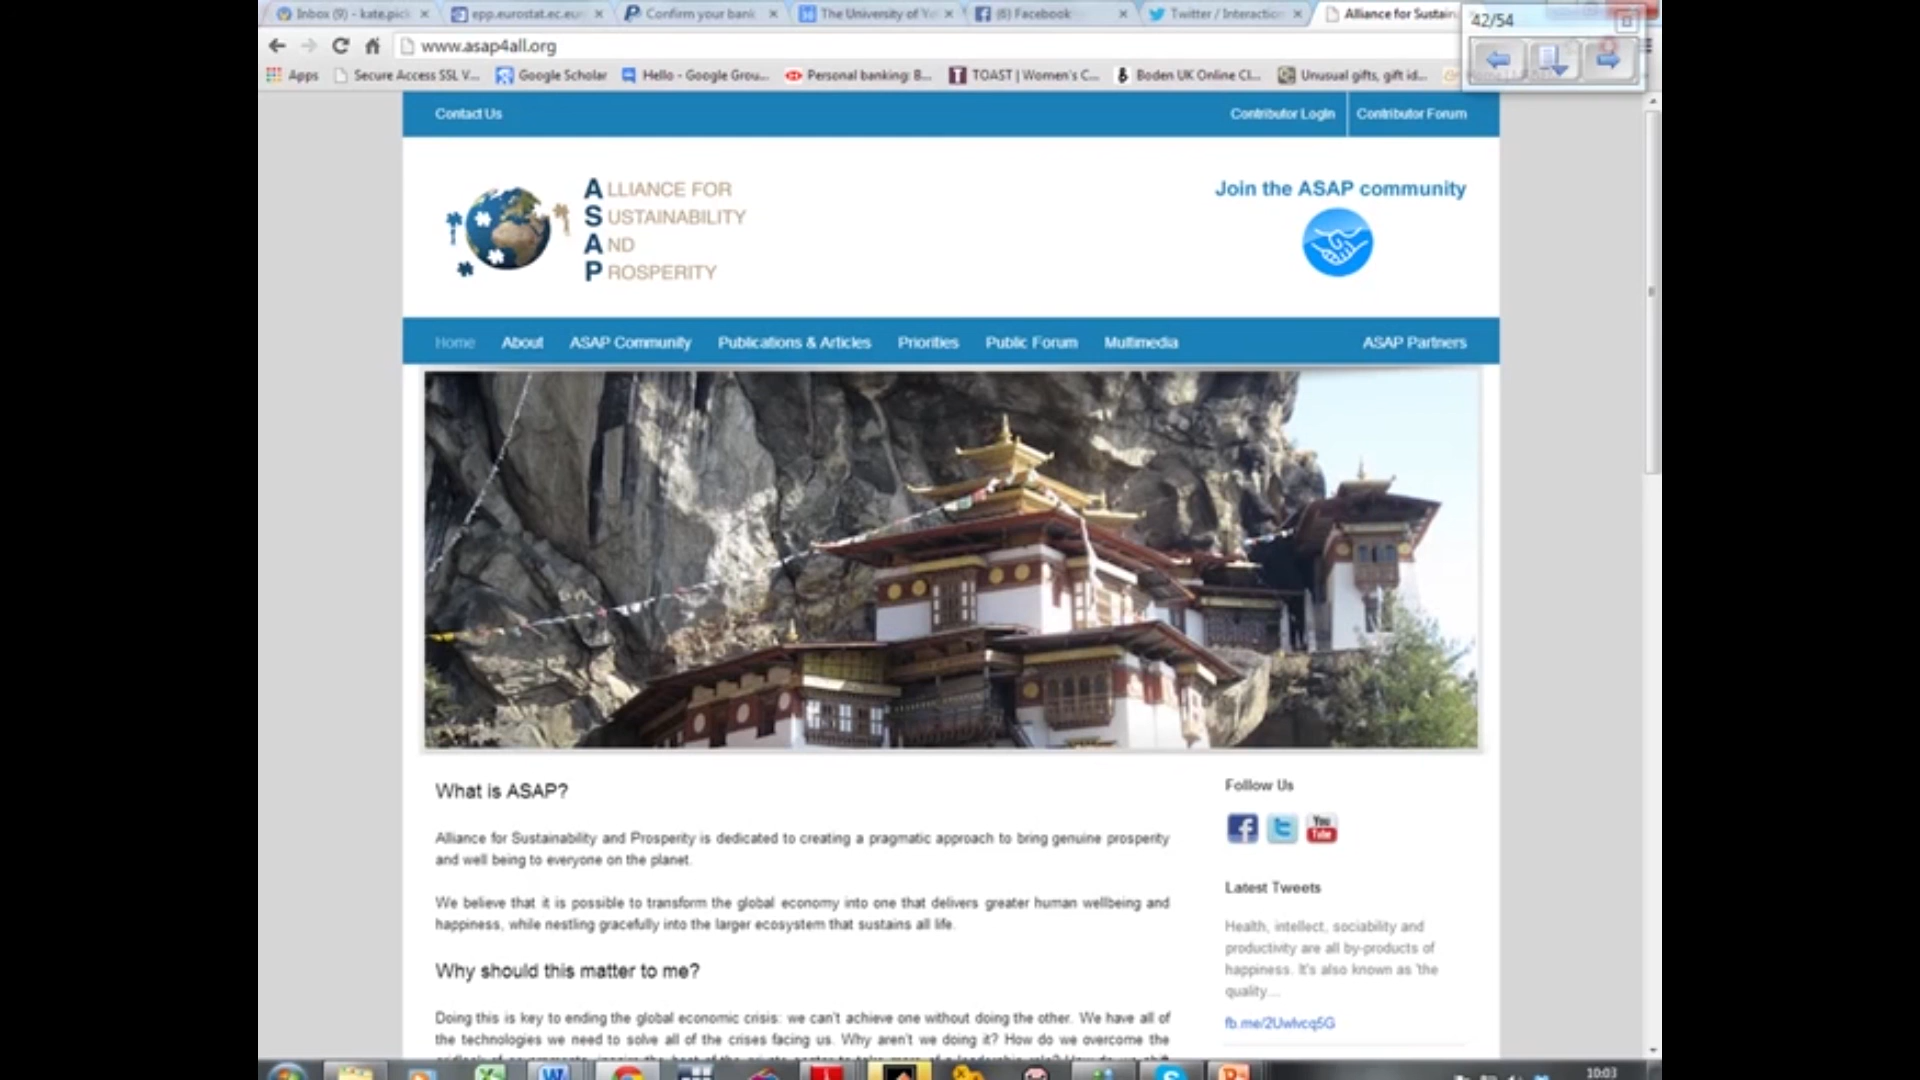 Inbox (9) - kate.pick
epp.eurostat.ec.eur
Confirm your bank
The University of Yo
(6) Facebook
Twitter / Interaction
Alliance for Sustain
42/54
www.asap4all.org
Apps
Secure Access SSL V...
Google Scholar
Hello - Google Grou...
Personal banking: B...
TOAST | Women's C...
Boden UK Online Cl...
Unusual gifts, gift id...
Contact Us
Contributor Login
Contributor Forum
ALLIANCE FOR
SUSTAINABILITY
AND
PROSPERITY
Join the ASAP community
Home About ASAP Community Publications & Articles Priorities Public Forum Multimedia ASAP Partners
What is ASAP?
Alliance for Sustainability and Prosperity is dedicated to creating a pragmatic approach to bring genuine prosperity
and well being to everyone on the planet.
We believe that it is possible to transform the global economy into one that delivers greater human wellbeing and
happiness, while nestling gracefully into the larger ecosystem that sustains all life.
Why should this matter to me?
Doing this is key to ending the global economic crisis: we can't achieve one without doing the other. We have all of
the technologies we need to solve all of the crises facing us. Why aren't we doing it? How do we overcome the
Follow Us
You
Tube
Latest Tweets
Health, intellect, sociability and
productivity are all by-products of
happiness. It's also known as 'the
quality....
fb.me/2Uwlvcq5G
10:03